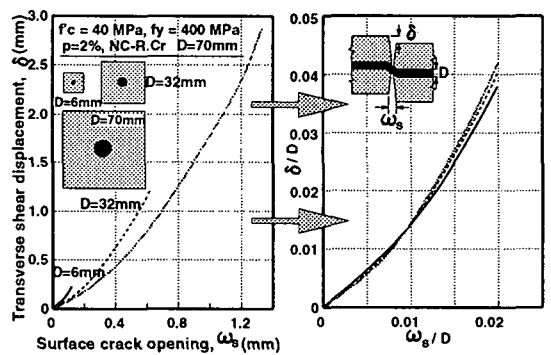 f'c = 40 MPa, fy = 400 MPa
p=2%, NC-R.Cr D=70mm
D=32mm
D=6mm
D=70mm
D=32mm
D=6mm
Transverse shear displacement, δ (mm)
3.0
2.5
2.0
1.5
1.0
0.5
0
0 0.4 0.8 1.2
Surface crack opening, ωs (mm)
δ
D
ωs
δ/D
0.05
0.04
0.03
0.02
0.01
0
0 0.01 0.02
ωs/D